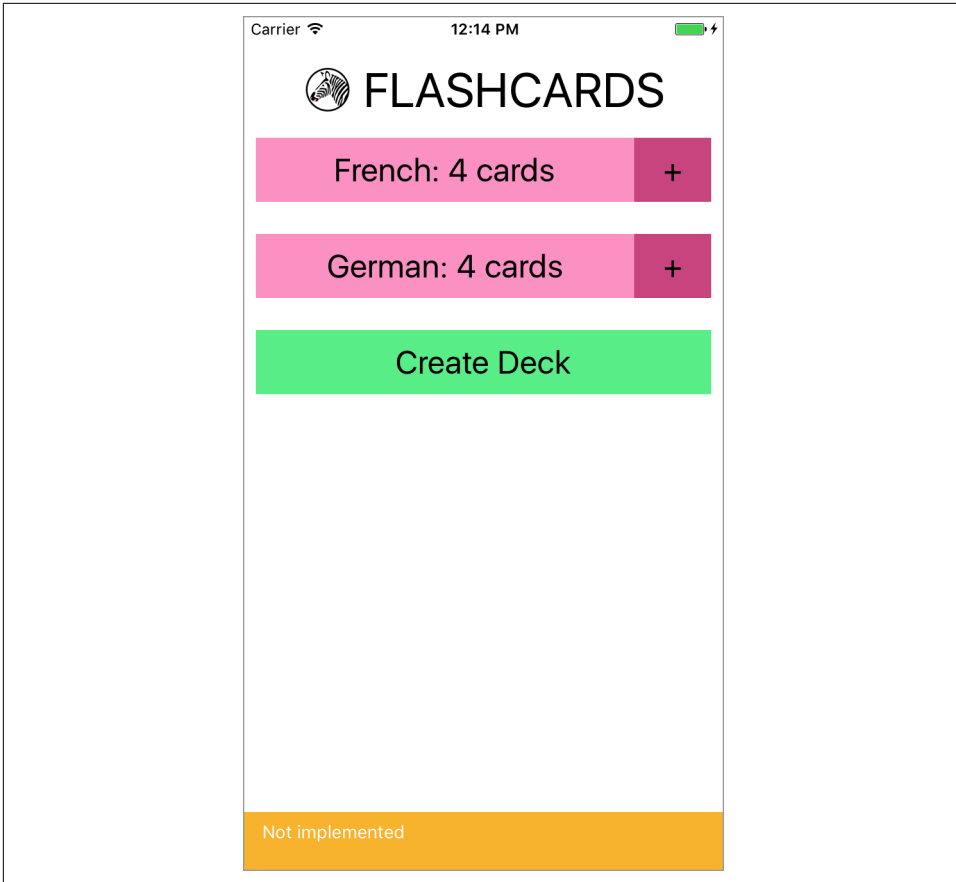 Carrier 12:14 PM
FLASHCARDS
French: 4 cards +
German: 4 cards +
Create Deck
Not implemented